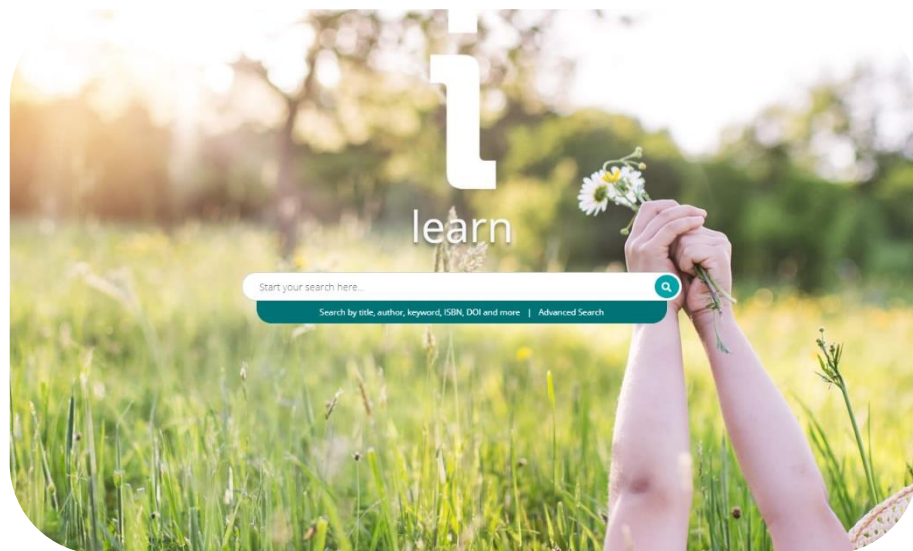 i
learn
Start your search here...
Search by title, author, keyword, ISBN, DOI and more | Advanced Search